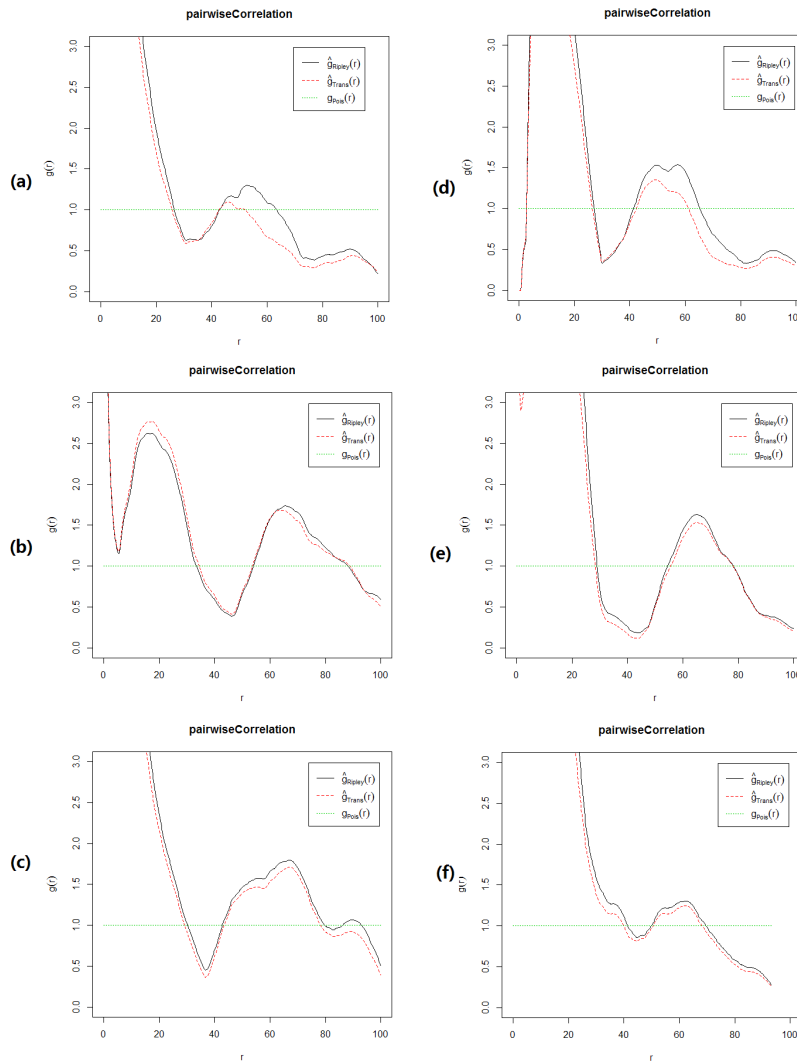 pairwiseCorrelation
ĝRipley(r)
ĝTrans(r)
gPois(r)
(a)
g(r)
3.0
2.5
2.0
1.5
1.0
0.5
0.0
0 20 40 60 80 100
r
pairwiseCorrelation
ĝRipley(r)
ĝTrans(r)
gPois(r)
(d)
g(r)
3.0
2.5
2.0
1.5
1.0
0.5
0.0
0 20 40 60 80 100
r
pairwiseCorrelation
ĝRipley(r)
ĝTrans(r)
gPois(r)
(b)
g(r)
3.0
2.5
2.0
1.5
1.0
0.5
0.0
0 20 40 60 80 100
r
pairwiseCorrelation
ĝRipley(r)
ĝTrans(r)
gPois(r)
(e)
g(r)
3.0
2.5
2.0
1.5
1.0
0.5
0.0
0 20 40 60 80 100
r
pairwiseCorrelation
ĝRipley(r)
ĝTrans(r)
gPois(r)
(c)
g(r)
3.0
2.5
2.0
1.5
1.0
0.5
0.0
0 20 40 60 80 100
r
pairwiseCorrelation
ĝRipley(r)
ĝTrans(r)
gPois(r)
(f)
g(r)
3.0
2.5
2.0
1.5
1.0
0.5
0.0
0 20 40 60 80 100
r